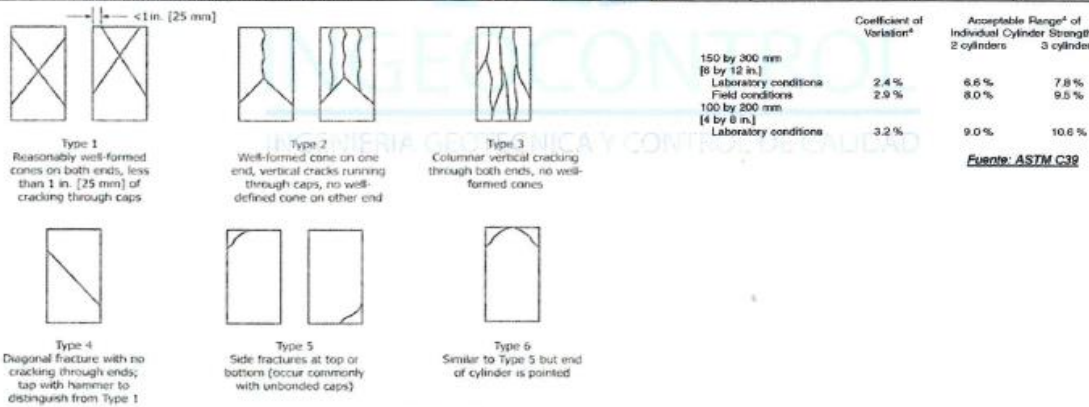 <1 in. [25 mm]
Type 1
Reasonably well-formed
cones on both ends, less
than 1 in. [25 mm] of
cracking through caps
Type 2
Well-formed cone on one
end, vertical cracks running
through caps, no well-
defined cone on other end
Type 3
Columnar vertical cracking
through both ends, no well-
formed cones
Type 4
Diagonal fracture with no
cracking through ends;
tap with hammer to
distinguish from Type 1
Type 5
Side fractures at top or
bottom (occur commonly
with unbonded caps)
Type 6
Similar to Type 5 but end
of cylinder is pointed
Coefficient of Acceptable Range⁴ of
Variation⁴ Individual Cylinder Strength
2 cylinders 3 cylinder
150 by 300 mm
[6 by 12 in.]
Laboratory conditions 2.4 % 6.6 % 7.8 %
Field conditions 2.9 % 8.0 % 9.5 %
100 by 200 mm
[4 by 8 in.]
Laboratory conditions 3.2 % 9.0 % 10.6 %
Fuente: ASTM C39
INGEOCONTROL
INGENIERIA GEOTECNICA Y CONTROL DE CALIDAD